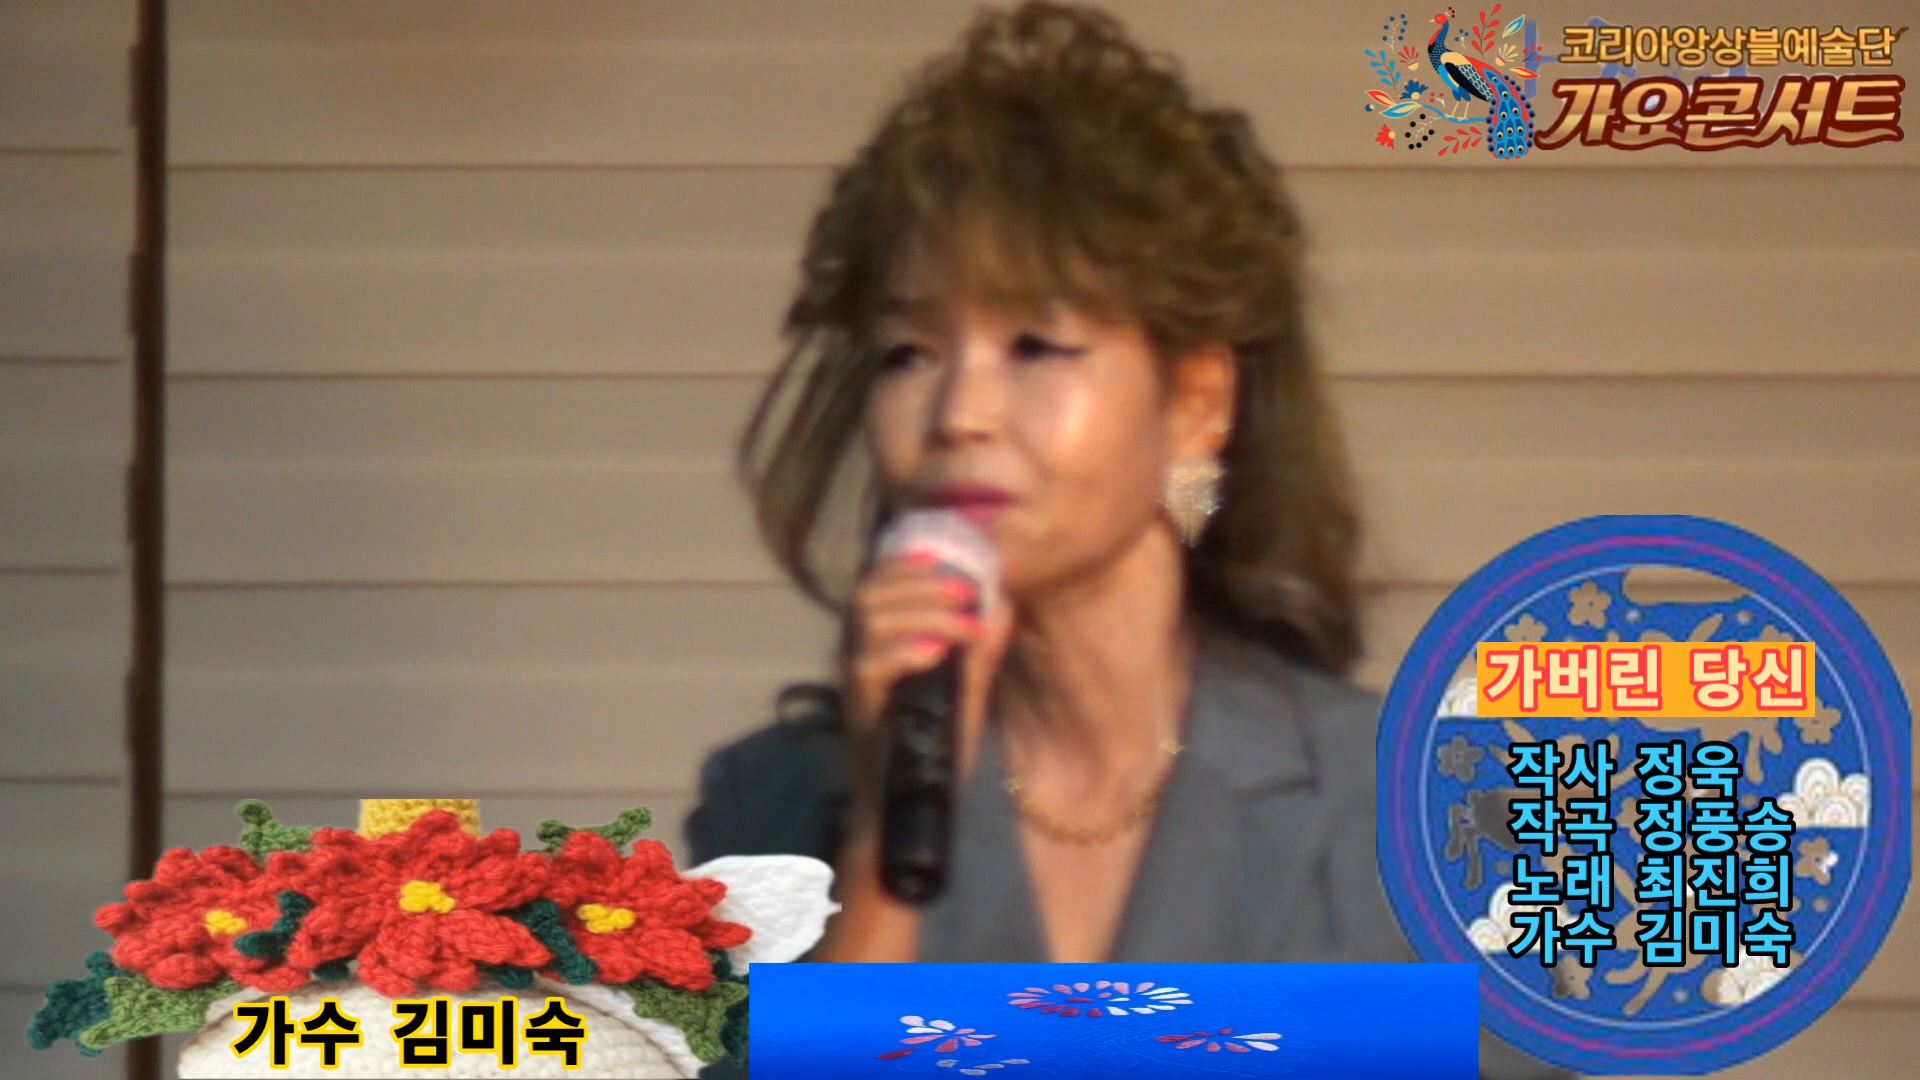 코리아앙상블예술단
가요콘서트
가버린 당신
작사 정욱
작곡 정풍송
노래 최진희
가수 김미숙
가수 김미숙